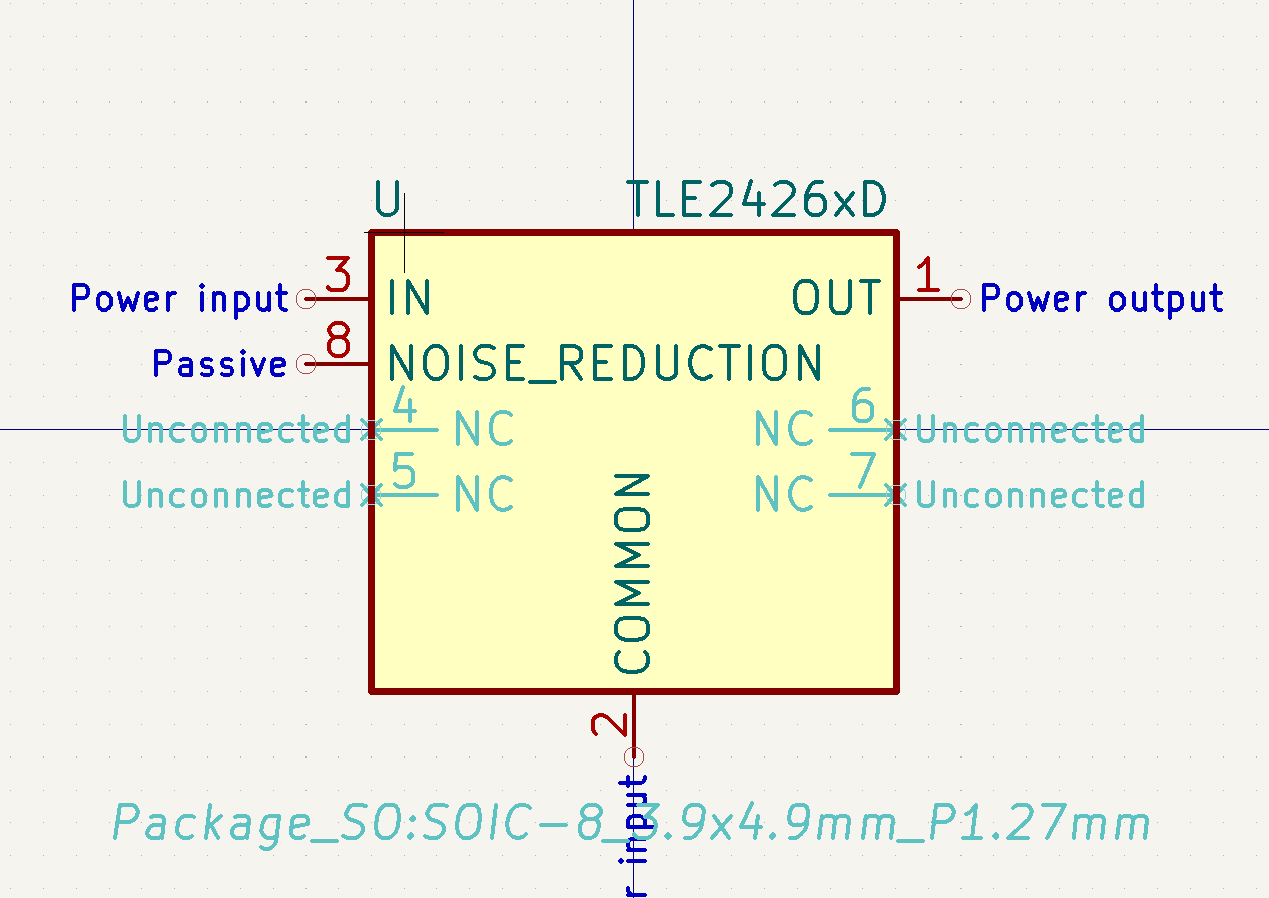 U TLE2426xD
3 1
Power input IN OUT Power output
8
Passive NOISE_REDUCTION
4 6
Unconnected NC NC Unconnected
5 7
Unconnected NC NC Unconnected
COMMON
2
input
Package_SO:SOIC-8_3.9x4.9mm_P1.27mm